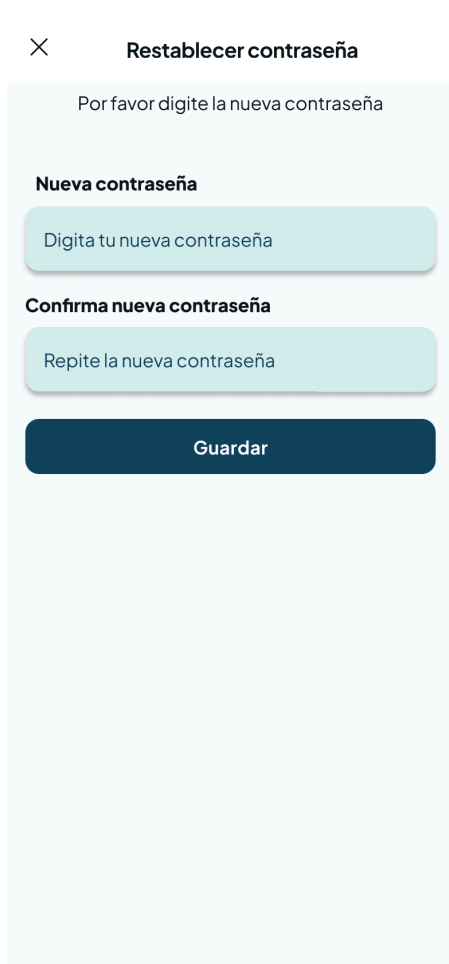 Restablecer contraseña
Por favor digite la nueva contraseña
Nueva contraseña
Digita tu nueva contraseña
Confirma nueva contraseña
Repite la nueva contraseña
Guardar